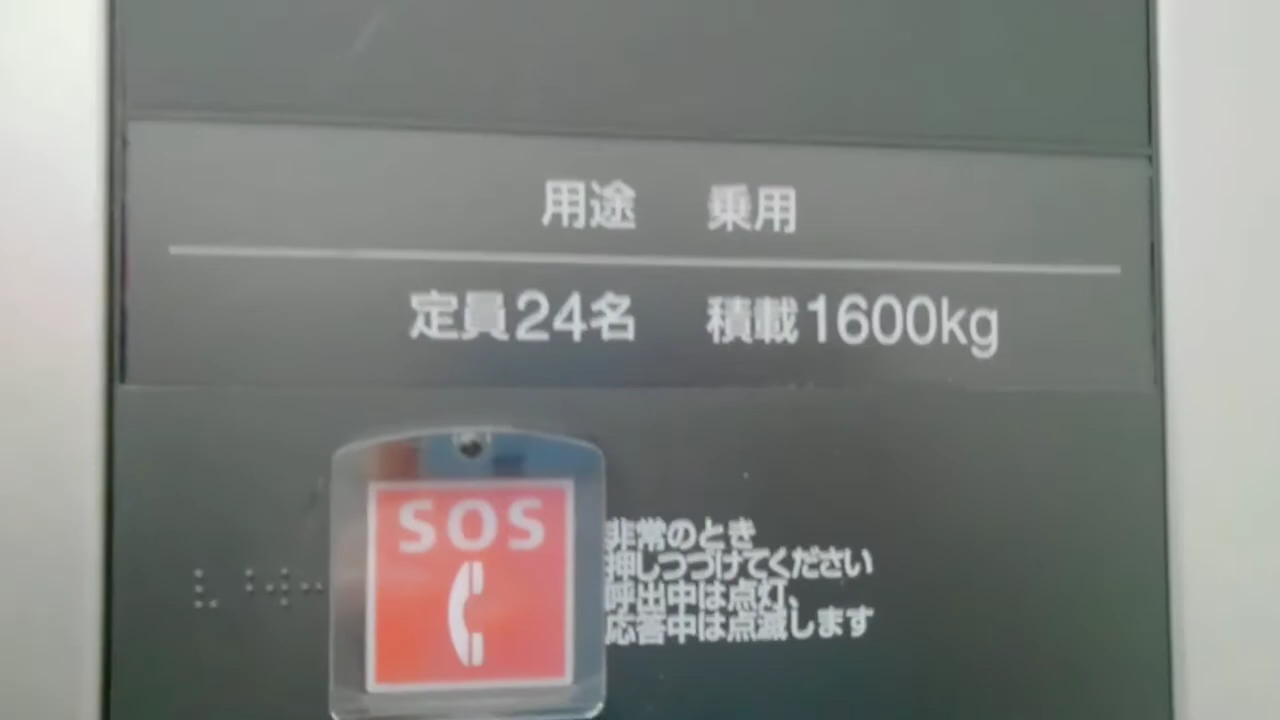 用途 乗用
定員24名 積載1600kg
SOS
非常のとき
押しつづけてください
呼出中は点灯、
応答中は点滅します